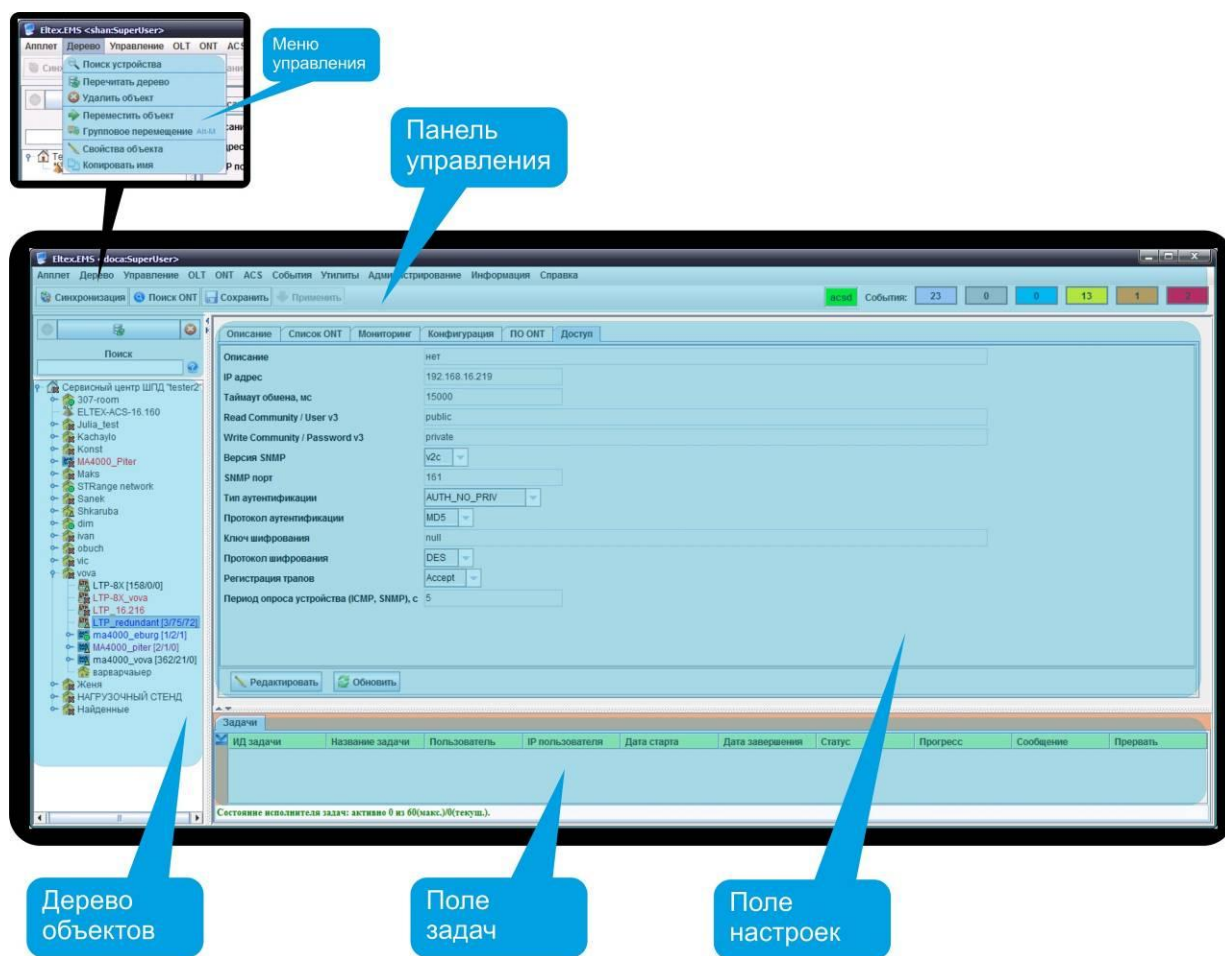 Eltex.EMS <shan:SuperUser>
Апплет Дерево Управление OLT ONT ACS
Поиск устройства
Перечитать дерево
Удалить объект
Переместить объект
Групповое перемещение Alt-M
Свойства объекта
Копировать имя
Меню
управления
Панель
управления
Eltex.EMS <doca:SuperUser>
Апплет Дерево Управление OLT ONT ACS События Утилиты Администрирование Информация Справка
Синхронизация Поиск ONT Сохранить Применить acsd События: 23 0 0 13 1 2
Поиск
Сервисный центр ШПД "tester2"
307-room
ELTEX-ACS-16.160
Julia_test
Kachaylo
Konst
MA4000_Piter
Maks
STRange network
Sanek
Shkaruba
dim
ivan
obuch
vic
vova
LTP-8X [158/0/0]
LTP-8X_vova
LTP_16.216
LTP_redundant [3/75/72]
ma4000_eburg [1/2/1]
MA4000_piter [2/1/0]
ma4000_vova [362/21/0]
варварчаыер
Женя
НАГРУЗОЧНЫЙ СТЕНД
Найденные
Описание Список ONT Мониторинг Конфигурация ПО ONT Доступ
Описание нет
IP адрес 192.168.16.219
Таймаут обмена, мс 15000
Read Community / User v3 public
Write Community / Password v3 private
Версия SNMP v2c
SNMP порт 161
Тип аутентификации AUTH_NO_PRIV
Протокол аутентификации MD5
Ключ шифрования null
Протокол шифрования DES
Регистрация трапов Accept
Период опроса устройства (ICMP, SNMP), с 5
Редактировать Обновить
Задачи
ИД задачи Название задачи Пользователь IP пользователя Дата старта Дата завершения Статус Прогресс Сообщение Прервать
Состояние исполнителя задач: активно 0 из 60(макс.)/0(текущ.).
Дерево
объектов
Поле
задач
Поле
настроек